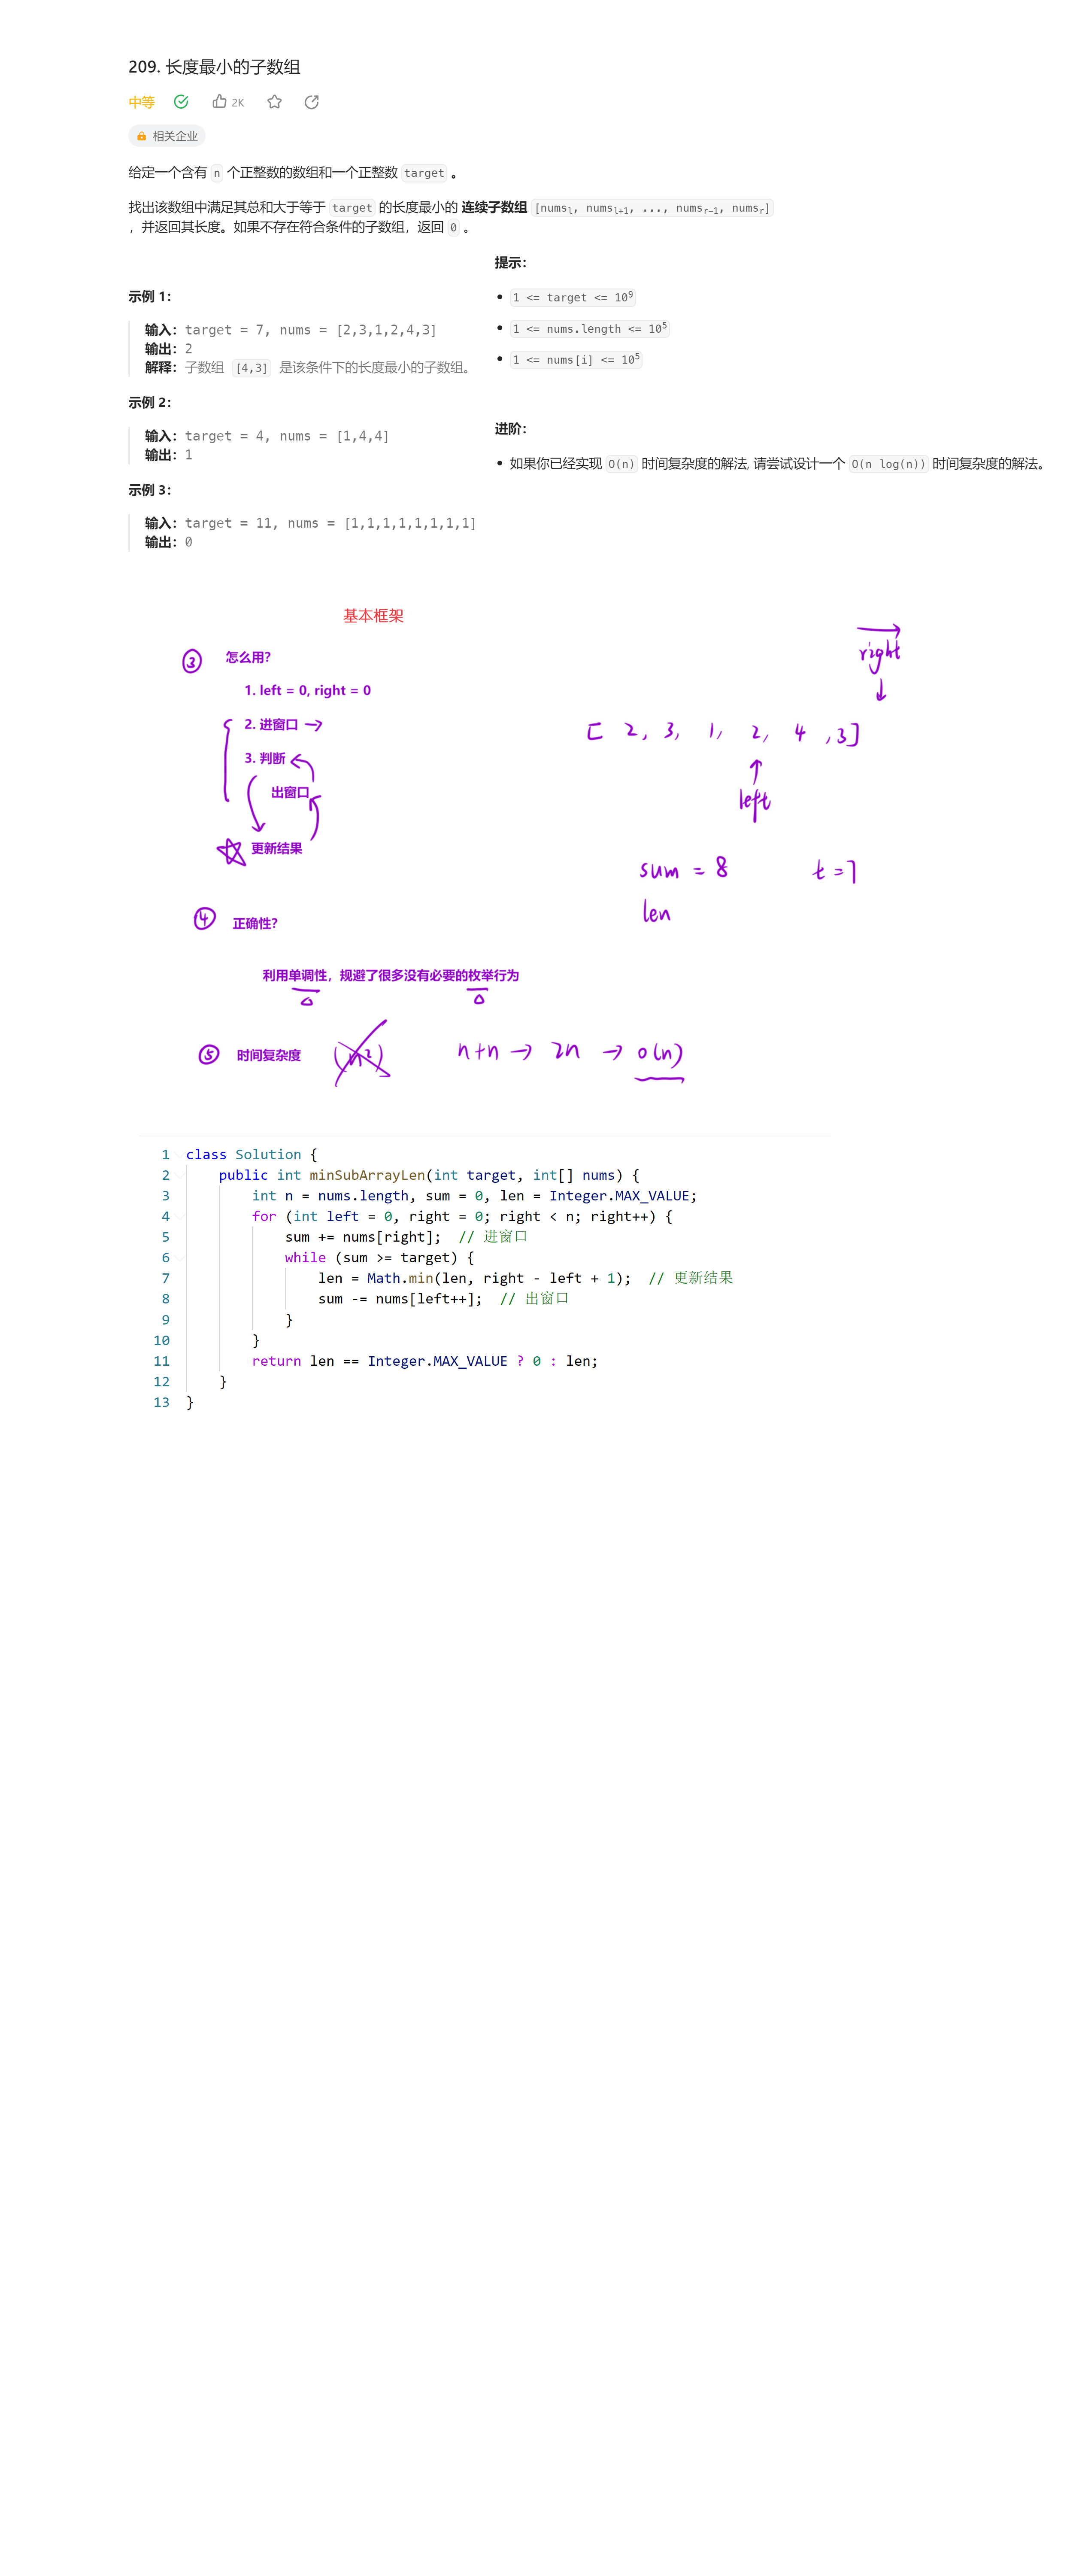 209. 长度最小的子数组
中等 2K
相关企业
给定一个含有 n 个正整数的数组和一个正整数 target 。
找出该数组中满足其总和大于等于 target 的长度最小的 连续子数组 [numsl, numsl+1, ..., numsr-1, numsr]
，并返回其长度。如果不存在符合条件的子数组，返回 0 。
示例 1：
输入：target = 7, nums = [2,3,1,2,4,3]
输出：2
解释：子数组 [4,3] 是该条件下的长度最小的子数组。
示例 2：
输入：target = 4, nums = [1,4,4]
输出：1
示例 3：
输入：target = 11, nums = [1,1,1,1,1,1,1,1]
输出：0
提示：
1 <= target <= 10⁹
1 <= nums.length <= 10⁵
1 <= nums[i] <= 10⁵
进阶：
如果你已经实现 O(n) 时间复杂度的解法, 请尝试设计一个 O(n log(n)) 时间复杂度的解法。
基本框架
③ 怎么用?
1. left = 0, right = 0
2. 进窗口 →
3. 判断
出窗口
更新结果
right
[ 2, 3, 1, 2, 4 ,3]
left
sum = 8 t = 7
len
④ 正确性?
利用单调性，规避了很多没有必要的枚举行为
⑤ 时间复杂度 (n²) n+n → 2n → O(n)
1 class Solution {
2 public int minSubArrayLen(int target, int[] nums) {
3 int n = nums.length, sum = 0, len = Integer.MAX_VALUE;
4 for (int left = 0, right = 0; right < n; right++) {
5 sum += nums[right]; // 进窗口
6 while (sum >= target) {
7 len = Math.min(len, right - left + 1); // 更新结果
8 sum -= nums[left++]; // 出窗口
9 }
10 }
11 return len == Integer.MAX_VALUE ? 0 : len;
12 }
13 }